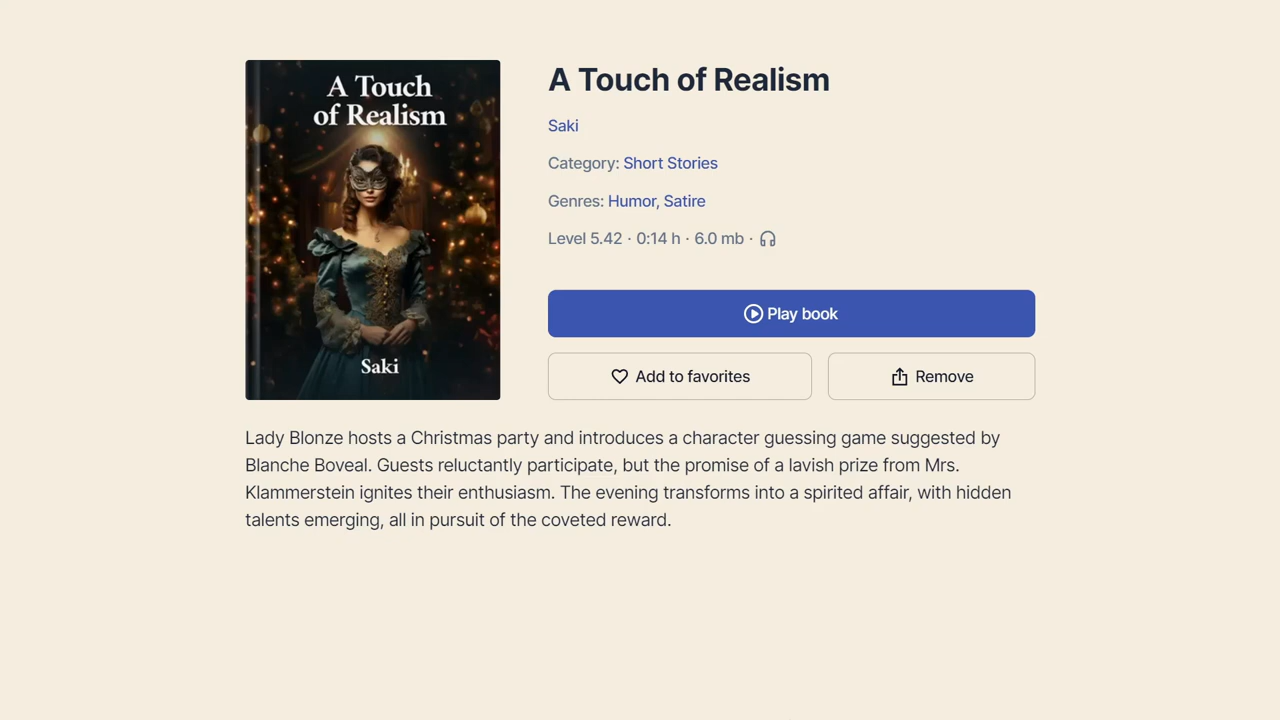 A Touch
of Realism
Saki
A Touch of Realism
Saki
Category: Short Stories
Genres: Humor, Satire
Level 5.42 · 0:14 h · 6.0 mb ·
Play book
Add to favorites
Remove
Lady Blonze hosts a Christmas party and introduces a character guessing game suggested by
Blanche Boveal. Guests reluctantly participate, but the promise of a lavish prize from Mrs.
Klammerstein ignites their enthusiasm. The evening transforms into a spirited affair, with hidden
talents emerging, all in pursuit of the coveted reward.